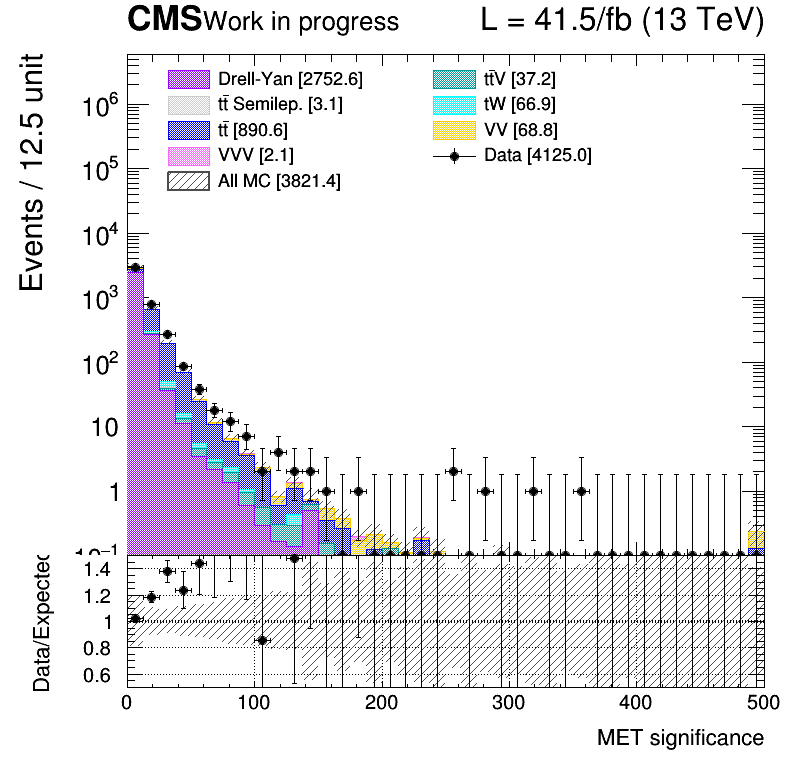 CMS Work in progress L = 41.5/fb (13 TeV)
Events / 12.5 unit
Drell-Yan [2752.6] tt̄V [37.2]
tt̄ Semilep. [3.1] tW [66.9]
tt̄ [890.6] VV [68.8]
VVV [2.1] Data [4125.0]
All MC [3821.4]
10⁶
10⁵
10⁴
10³
10²
10
1
10⁻¹
Data/Expected
1.4
1.2
1
0.8
0.6
0 100 200 300 400 500
MET significance